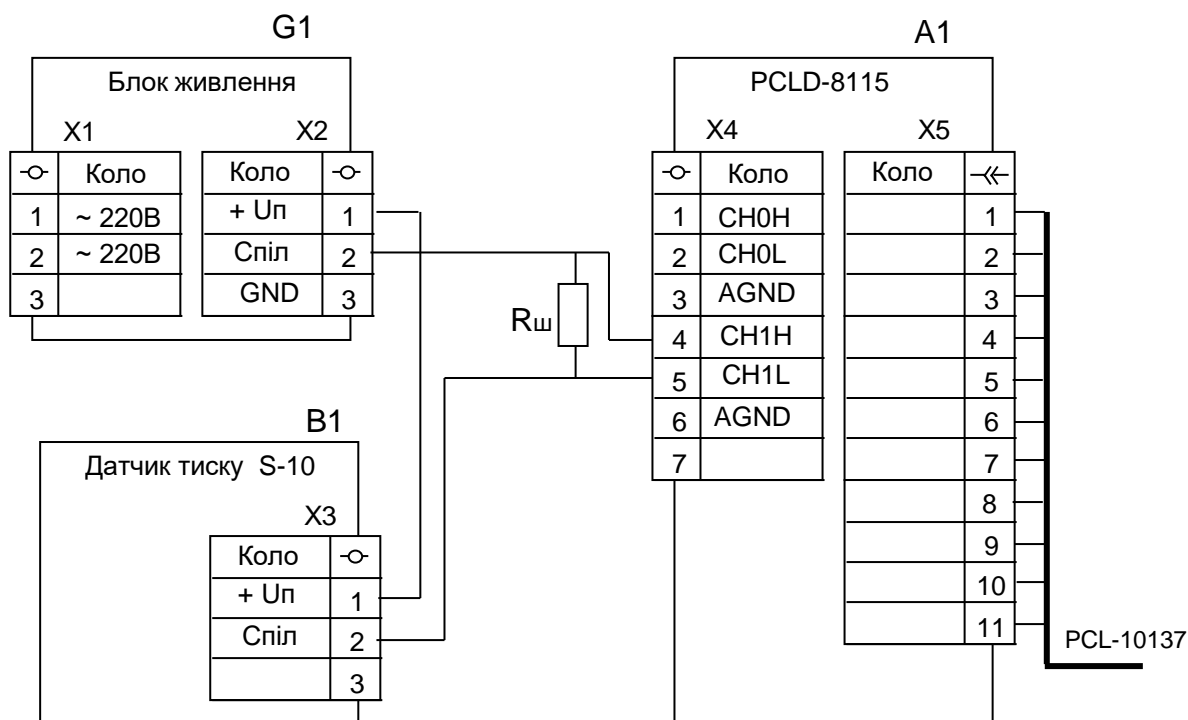 G1
Блок живлення
X1
X2
Коло
1 ~ 220В
2 ~ 220В
3
Коло
+ Uп 1
Спіл 2
GND 3
Rш
B1
Датчик тиску S-10
X3
Коло
+ Uп 1
Спіл 2
3
A1
PCLD-8115
X4
X5
Коло
1 CH0H
2 CH0L
3 AGND
4 CH1H
5 CH1L
6 AGND
7
Коло
1
2
3
4
5
6
7
8
9
10
11
PCL-10137